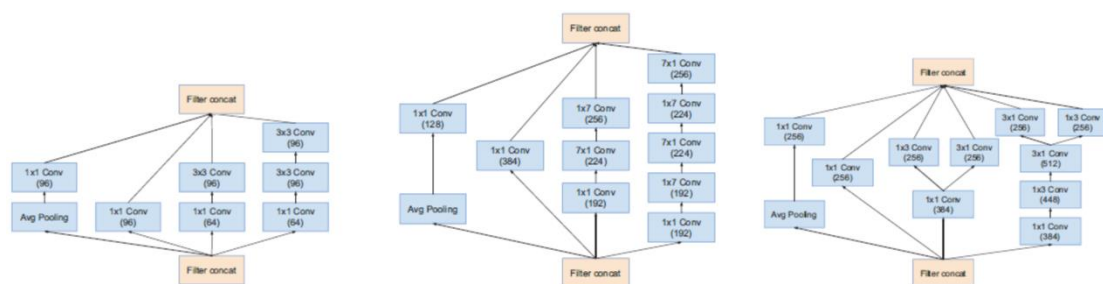 Filter concat
3x3 Conv
(96)
1x1 Conv
(96)
3x3 Conv
(96)
3x3 Conv
(96)
Avg Pooling
1x1 Conv
(96)
1x1 Conv
(64)
1x1 Conv
(64)
Filter concat
Filter concat
7x1 Conv
(256)
1x1 Conv
(128)
1x7 Conv
(256)
1x7 Conv
(224)
1x1 Conv
(384)
7x1 Conv
(224)
7x1 Conv
(224)
Avg Pooling
1x1 Conv
(192)
1x7 Conv
(192)
1x1 Conv
(192)
Filter concat
Filter concat
1x1 Conv
(256)
3x1 Conv
(256)
1x3 Conv
(256)
1x1 Conv
(256)
1x3 Conv
(256)
3x1 Conv
(256)
3x1 Conv
(512)
Avg Pooling
1x1 Conv
(384)
1x3 Conv
(448)
1x1 Conv
(384)
Filter concat